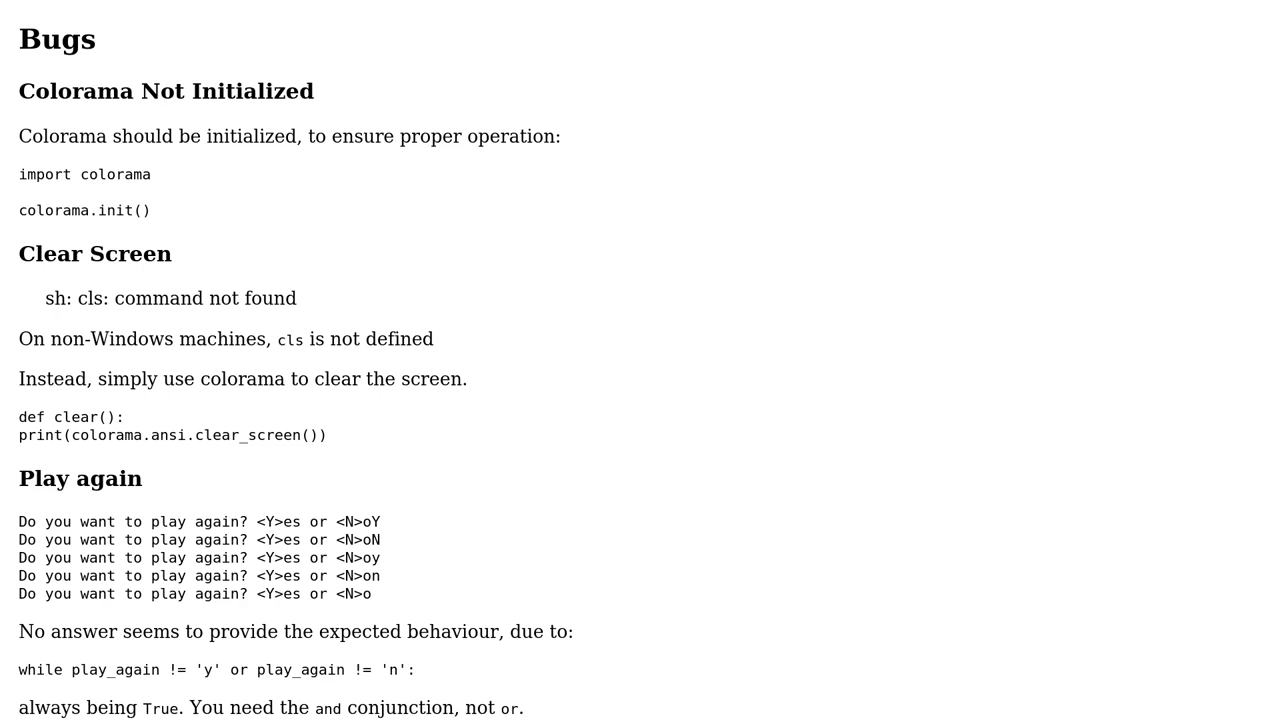 Bugs
Colorama Not Initialized
Colorama should be initialized, to ensure proper operation:
import colorama
colorama.init()
Clear Screen
sh: cls: command not found
On non-Windows machines, cls is not defined
Instead, simply use colorama to clear the screen.
def clear():
print(colorama.ansi.clear_screen())
Play again
Do you want to play again? <Y>es or <N>oY
Do you want to play again? <Y>es or <N>oN
Do you want to play again? <Y>es or <N>oy
Do you want to play again? <Y>es or <N>on
Do you want to play again? <Y>es or <N>o
No answer seems to provide the expected behaviour, due to:
while play_again != 'y' or play_again != 'n':
always being True. You need the and conjunction, not or.